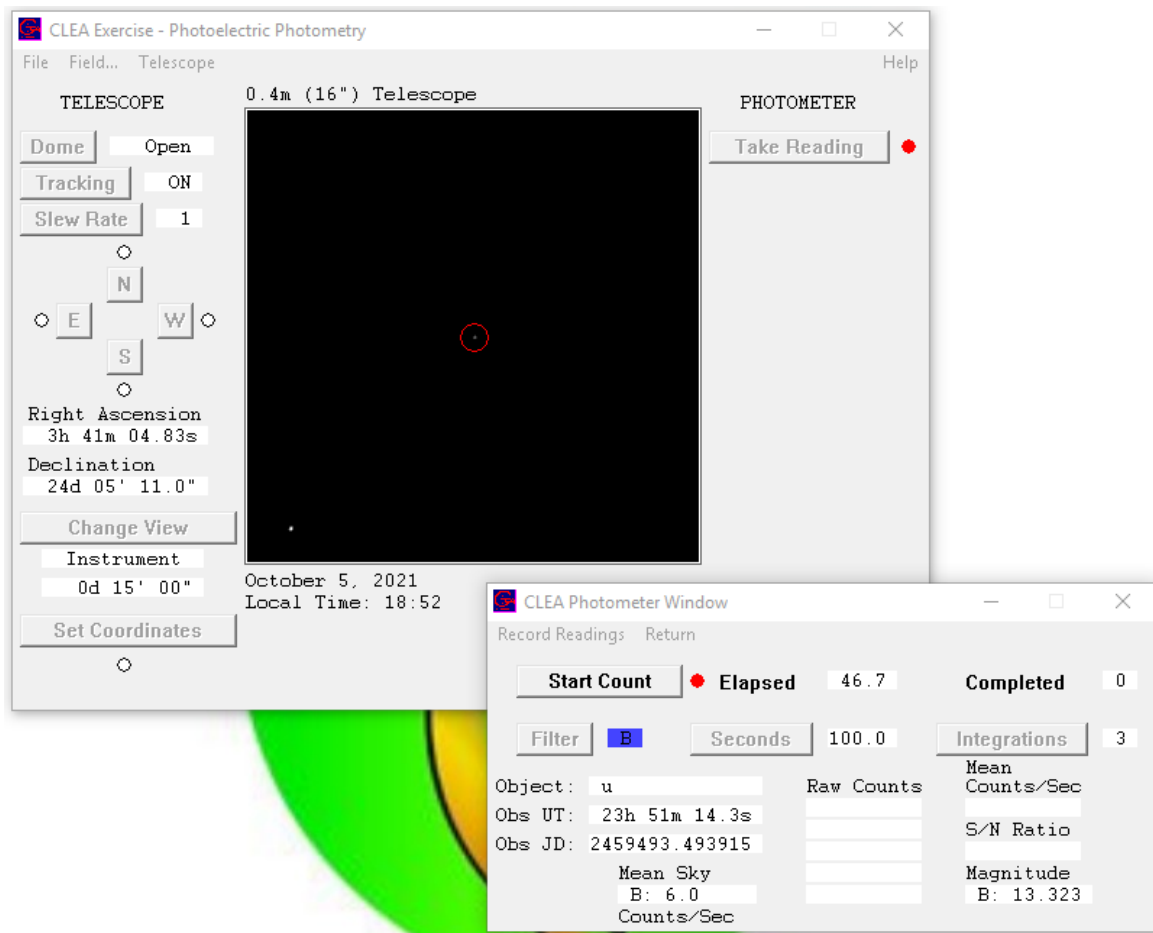 CLEA Exercise - Photoelectric Photometry
File Field... Telescope Help
TELESCOPE
0.4m (16") Telescope
PHOTOMETER
Dome Open
Take Reading
Tracking ON
Slew Rate 1
N
E W
S
Right Ascension
3h 41m 04.83s
Declination
24d 05' 11.0"
Change View
Instrument
0d 15' 00"
Set Coordinates
October 5, 2021
Local Time: 18:52
CLEA Photometer Window
Record Readings Return
Start Count Elapsed 46.7 Completed 0
Filter B Seconds 100.0 Integrations 3
Object: u
Obs UT: 23h 51m 14.3s
Obs JD: 2459493.493915
Mean Sky
B: 6.0
Counts/Sec
Raw Counts
Mean
Counts/Sec
S/N Ratio
Magnitude
B: 13.323